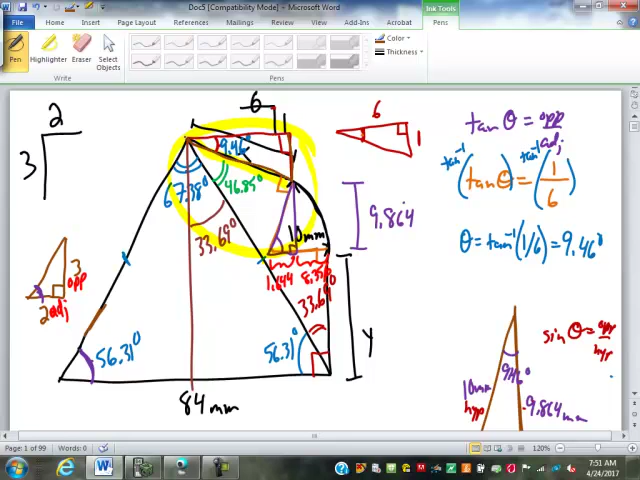 Doc5 [Compatibility Mode] - Microsoft Word
Ink Tools
File
Home
Insert
Page Layout
References
Mailings
Review
View
Add-Ins
Acrobat
Pens
Pen
Highlighter
Eraser
Select Objects
Color
Thickness
Write
Pens
2
3
6
9.46°
67.38°
46.85°
33.69°
10mm
1.644
9.864
33.69°
56.31°
56.31°
84 mm
Y
3
opp
2
adj
6
1
tan θ = opp
adj
tan⁻¹ (tan θ) = tan⁻¹ (1
6)
θ = tan⁻¹ (1/6) = 9.46°
sin θ = opp
hyp
10mm
hyp
9.46°
9.864 mm
Page: 1 of 99
Words: 0
120%
7:51 AM
4/24/2017